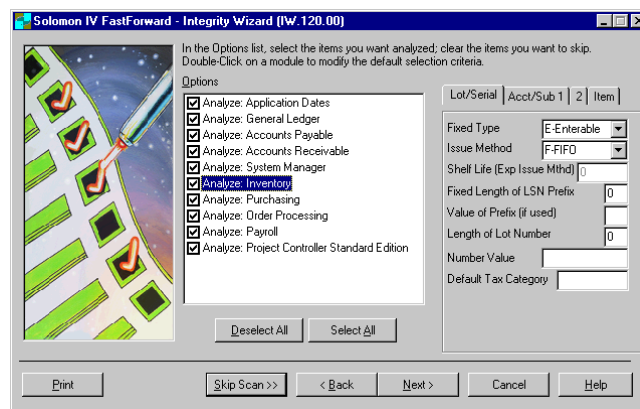 Solomon IV FastForward - Integrity Wizard (IW.120.00)
In the Options list, select the items you want analyzed; clear the items you want to skip.
Double-Click on a module to modify the default selection criteria.
Options
Analyze: Application Dates
Analyze: General Ledger
Analyze: Accounts Payable
Analyze: Accounts Receivable
Analyze: System Manager
Analyze: Inventory
Analyze: Purchasing
Analyze: Order Processing
Analyze: Payroll
Analyze: Project Controller Standard Edition
Deselect All Select All
Lot/Serial Acct/Sub 1 2 Item
Fixed Type E-Enterable
Issue Method F-FIFO
Shelf Life (Exp Issue Mthd) 0
Fixed Length of LSN Prefix 0
Value of Prefix (if used)
Length of Lot Number 0
Number Value
Default Tax Category
Print Skip Scan >> < Back Next > Cancel Help